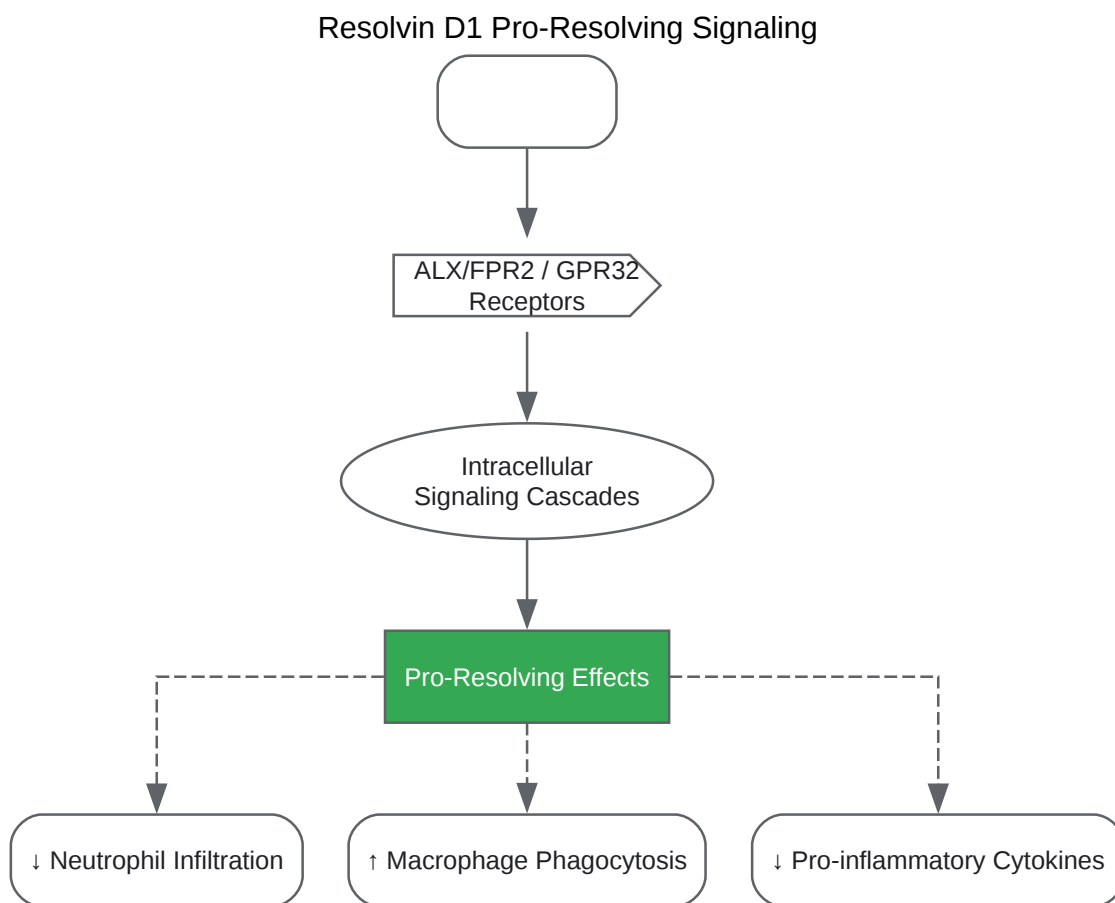 Resolvin D1 Pro-Resolving Signaling
ALX/FPR2 / GPR32
Receptors
Intracellular
Signaling Cascades
Pro-Resolving Effects
↓ Neutrophil Infiltration
↑ Macrophage Phagocytosis
↓ Pro-inflammatory Cytokines